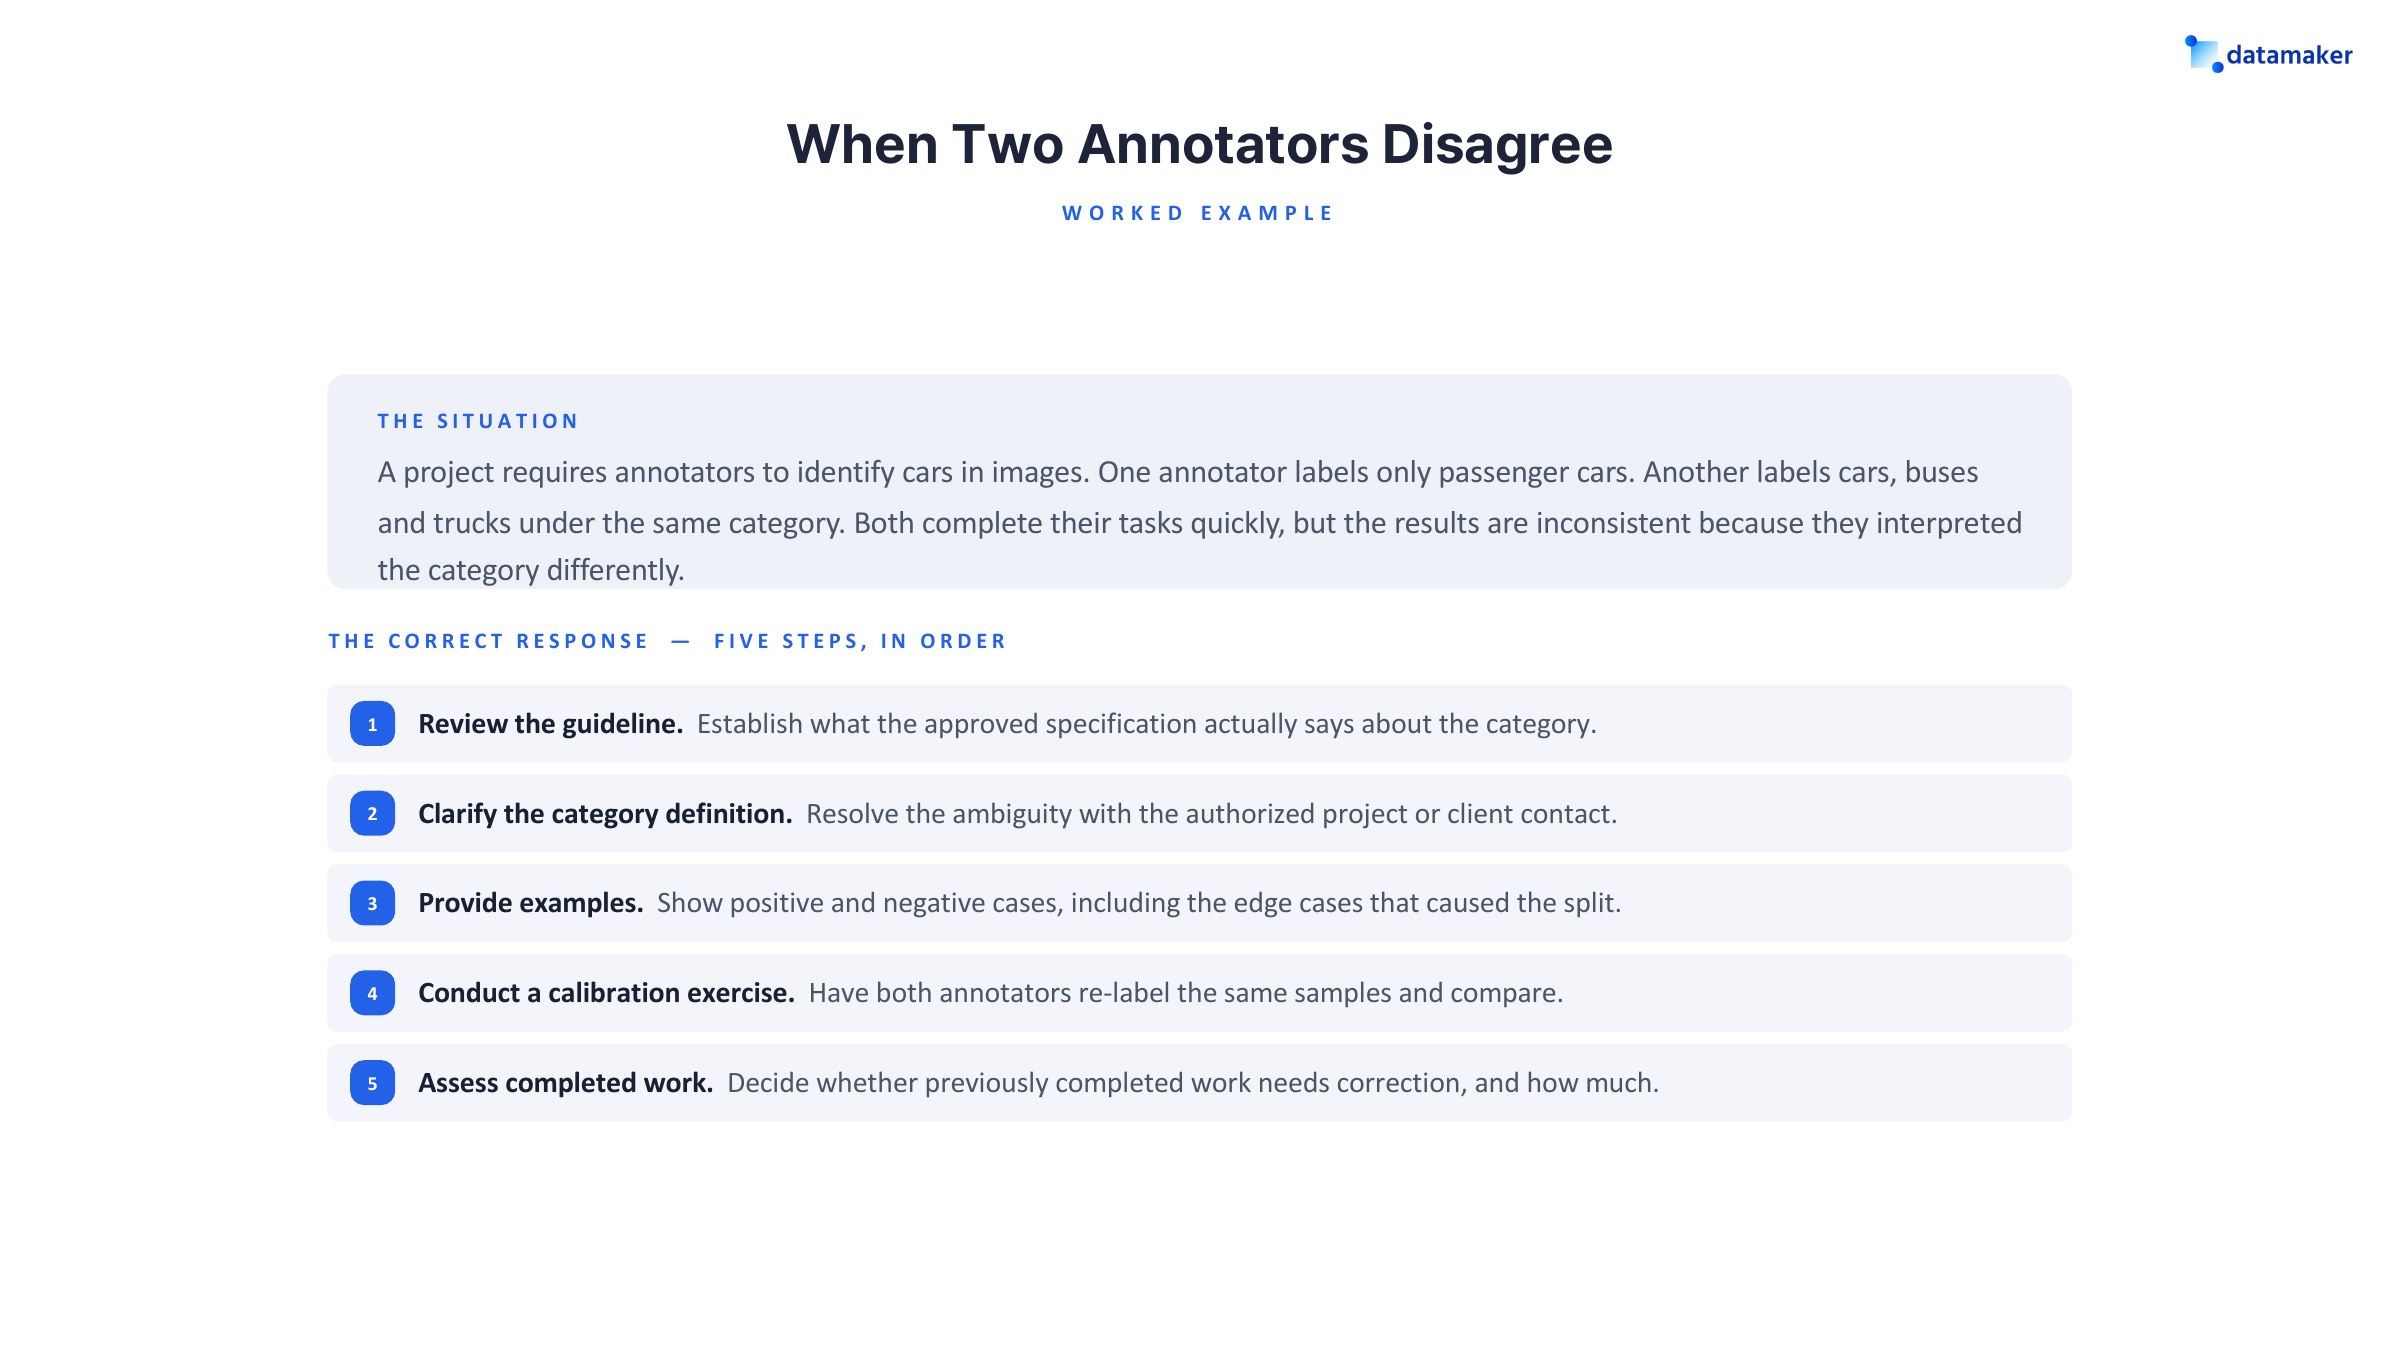 datamaker
When Two Annotators Disagree
WORKED EXAMPLE
THE SITUATION
A project requires annotators to identify cars in images. One annotator labels only passenger cars. Another labels cars, buses
and trucks under the same category. Both complete their tasks quickly, but the results are inconsistent because they interpreted
the category differently.
THE CORRECT RESPONSE — FIVE STEPS, IN ORDER
1 Review the guideline. Establish what the approved specification actually says about the category.
2 Clarify the category definition. Resolve the ambiguity with the authorized project or client contact.
3 Provide examples. Show positive and negative cases, including the edge cases that caused the split.
4 Conduct a calibration exercise. Have both annotators re-label the same samples and compare.
5 Assess completed work. Decide whether previously completed work needs correction, and how much.